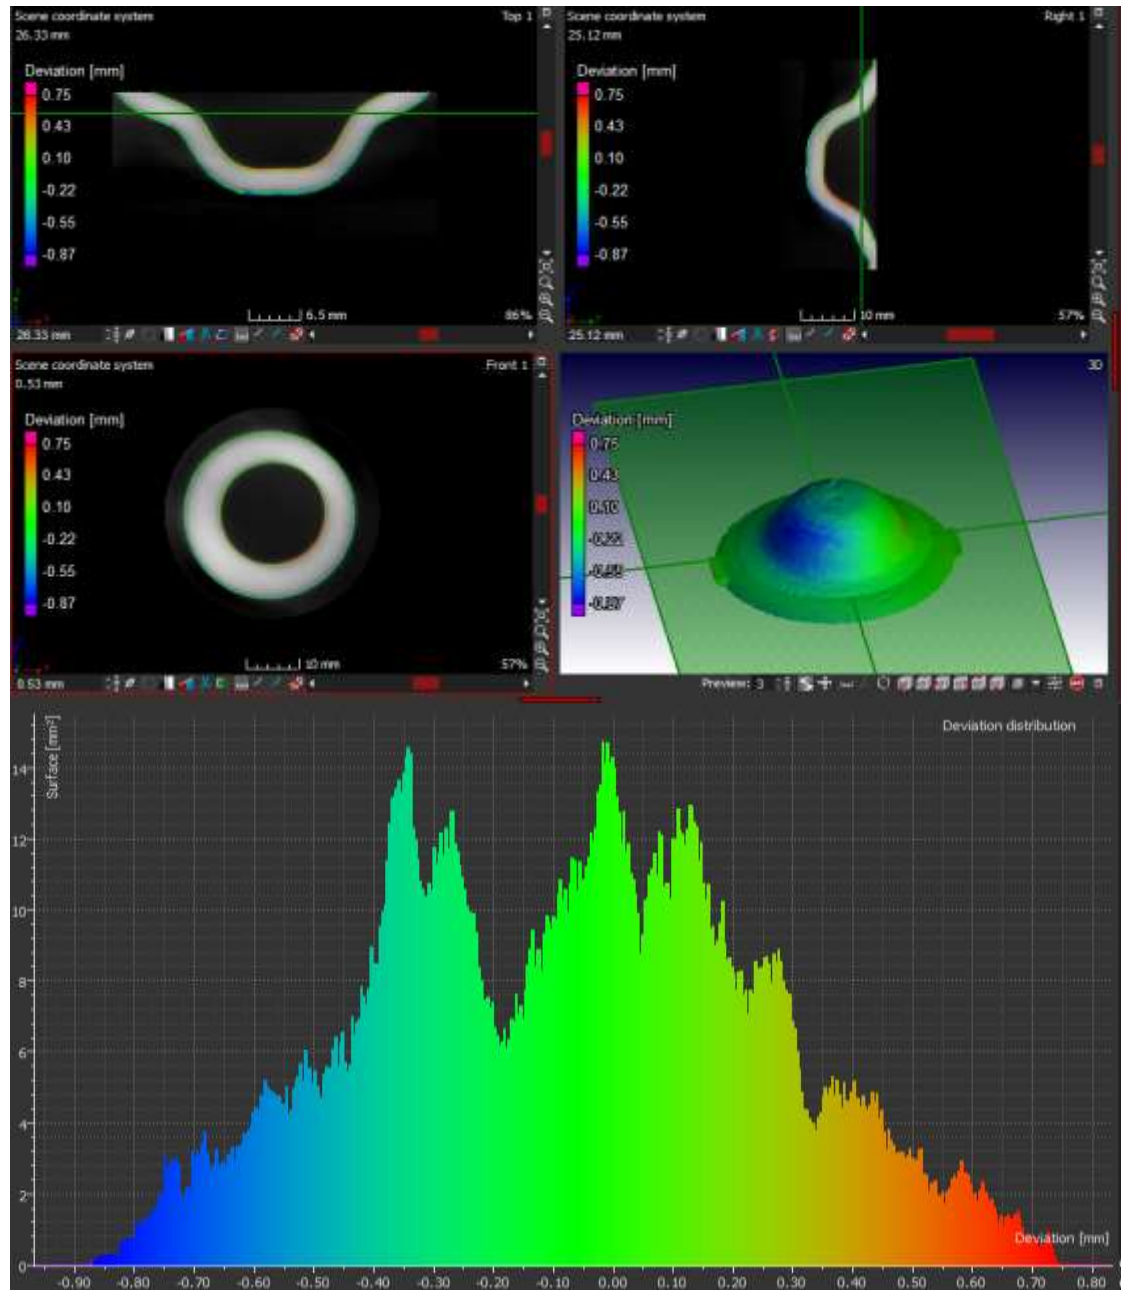 Scene coordinate system Top 1
26.33 mm
Deviation [mm]
0.75
0.43
0.10
-0.22
-0.55
-0.87
6.5 mm 86%
26.33 mm
Scene coordinate system Right 1
25.12 mm
Deviation [mm]
0.75
0.43
0.10
-0.22
-0.55
-0.87
10 mm 57%
25.12 mm
Scene coordinate system Front 1
0.53 mm
Deviation [mm]
0.75
0.43
0.10
-0.22
-0.55
-0.87
10 mm 57%
0.53 mm
3D
Deviation [mm]
0.75
0.43
0.10
-0.22
-0.55
-0.87
Preview: 3
Deviation distribution
Surface [mm²]
14
12
10
8
6
4
2
0
Deviation [mm]
-0.90 -0.80 -0.70 -0.60 -0.50 -0.40 -0.30 -0.20 -0.10 0.00 0.10 0.20 0.30 0.40 0.50 0.60 0.70 0.80